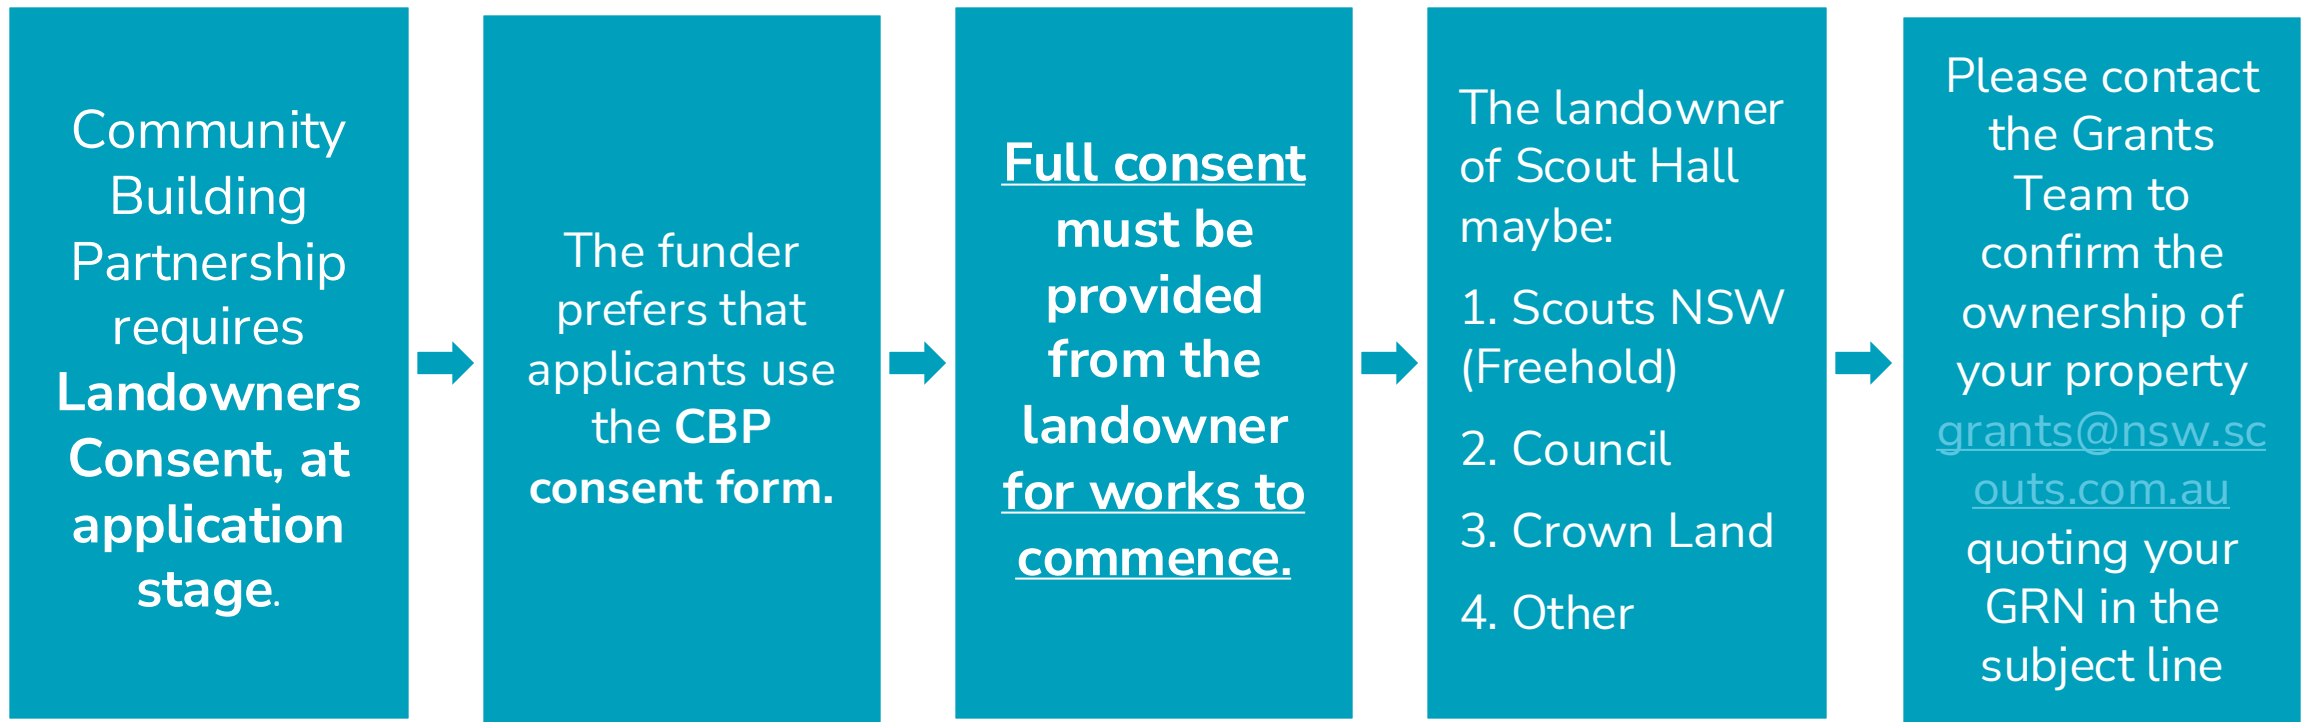 Community
Building
Partnership
requires
Landowners
Consent, at
application
stage.
The funder
prefers that
applicants use
the CBP
consent form.
Full consent
must be
provided
from the
landowner
for works to
commence.
The landowner
of Scout Hall
maybe:
1. Scouts NSW
(Freehold)
2. Council
3. Crown Land
4. Other
Please contact
the Grants
Team to
confirm the
ownership of
your property
grants@nsw.sc
outs.com.au
quoting your
GRN in the
subject line